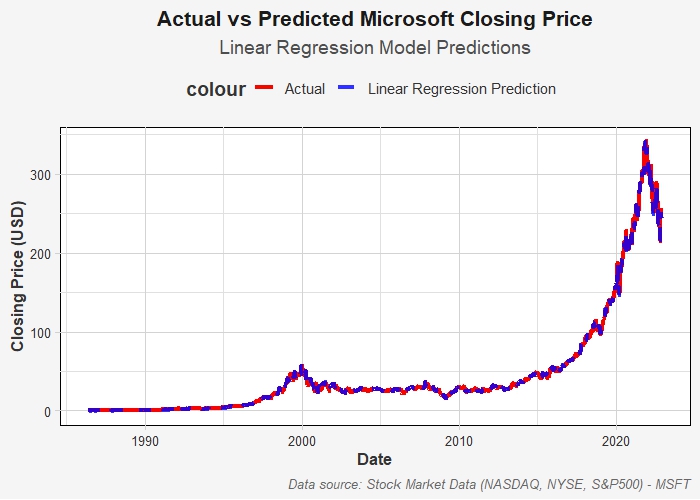 Actual vs Predicted Microsoft Closing Price
Linear Regression Model Predictions
colour Actual Linear Regression Prediction
Closing Price (USD)
300
200
100
0
1990 2000 2010 2020
Date
Data source: Stock Market Data (NASDAQ, NYSE, S&P500) - MSFT